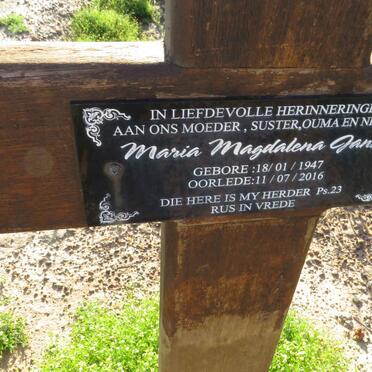 IN LIEFDEVOLLE HERINNERING
AAN ONS MOEDER, SUSTER, OUMA EN
Maria Magdalena
GEBORE :18/01/1947
OORLEDE:11/07/2016
DIE HERE IS MY HERDER Ps.23
RUS IN VREDE